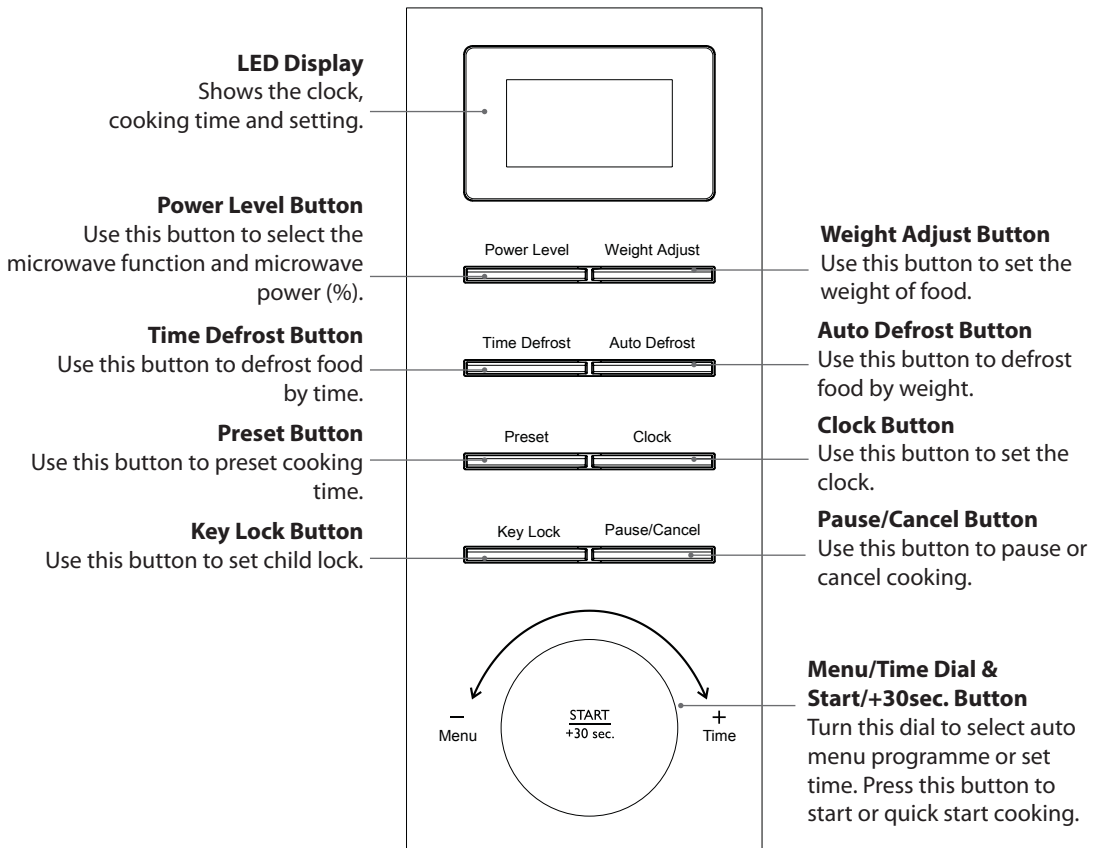 LED Display
Shows the clock,
cooking time and setting.
Power Level Button
Use this button to select the
microwave function and microwave
power (%).
Time Defrost Button
Use this button to defrost food
by time.
Preset Button
Use this button to preset cooking
time.
Key Lock Button
Use this button to set child lock.
Power Level
Weight Adjust
Time Defrost
Auto Defrost
Preset
Clock
Key Lock
Pause/Cancel
–
Menu
START
+30 sec.
+
Time
Weight Adjust Button
Use this button to set the
weight of food.
Auto Defrost Button
Use this button to defrost
food by weight.
Clock Button
Use this button to set the
clock.
Pause/Cancel Button
Use this button to pause or
cancel cooking.
Menu/Time Dial &
Start/+30sec. Button
Turn this dial to select auto
menu programme or set
time. Press this button to
start or quick start cooking.